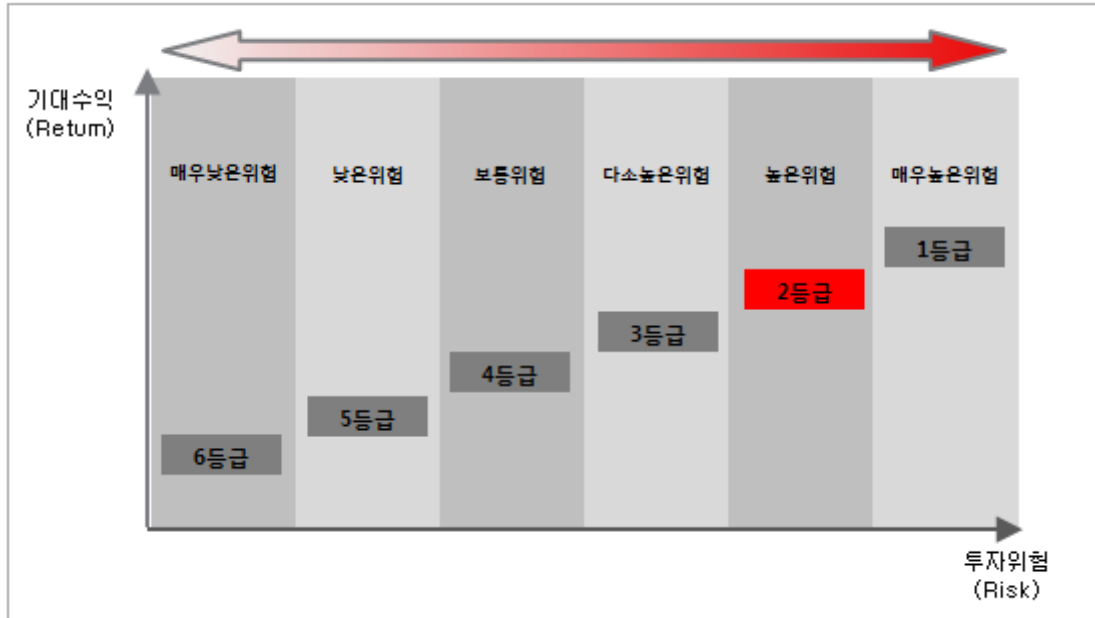 기대수익
(Return)
매우낮은위험
낮은위험
보통위험
다소높은위험
높은위험
매우높은위험
1등급
2등급
3등급
4등급
5등급
6등급
투자위험
(Risk)